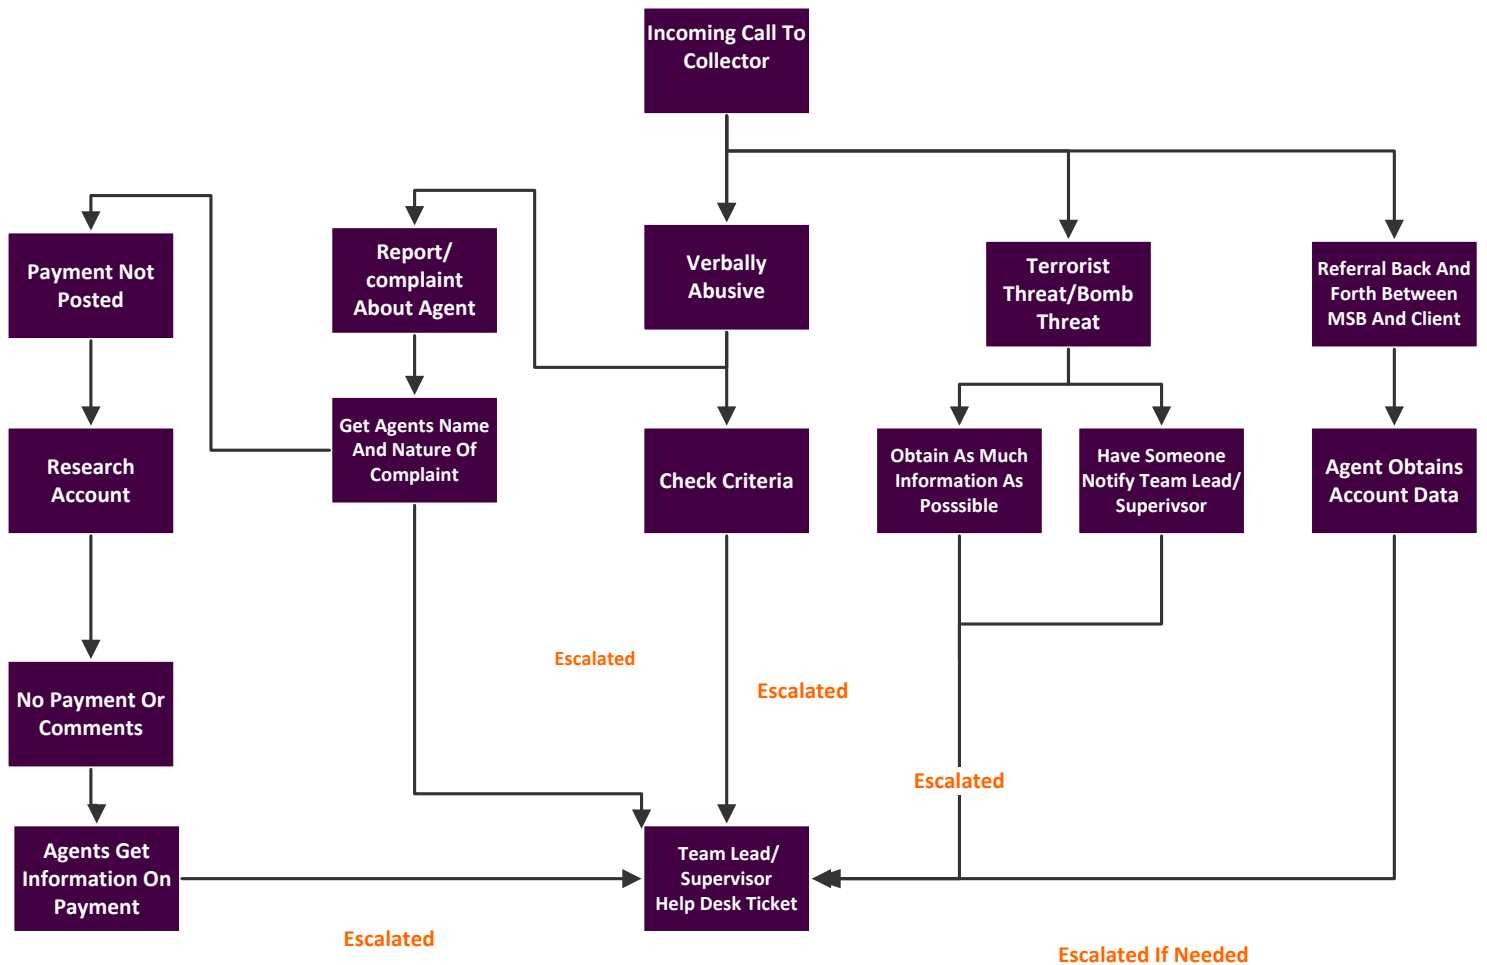 Incoming Call To
Collector
Payment Not
Posted
Report/
complaint
About Agent
Verbally
Abusive
Terrorist
Threat/Bomb
Threat
Referral Back And
Forth Between
MSB And Client
Research
Account
Get Agents Name
And Nature Of
Complaint
Check Criteria
Obtain As Much
Information As
Posssible
Have Someone
Notify Team Lead/
Superivsor
Agent Obtains
Account Data
No Payment Or
Comments
Escalated
Escalated
Escalated
Agents Get
Information On
Payment
Team Lead/
Supervisor
Help Desk Ticket
Escalated
Escalated If Needed